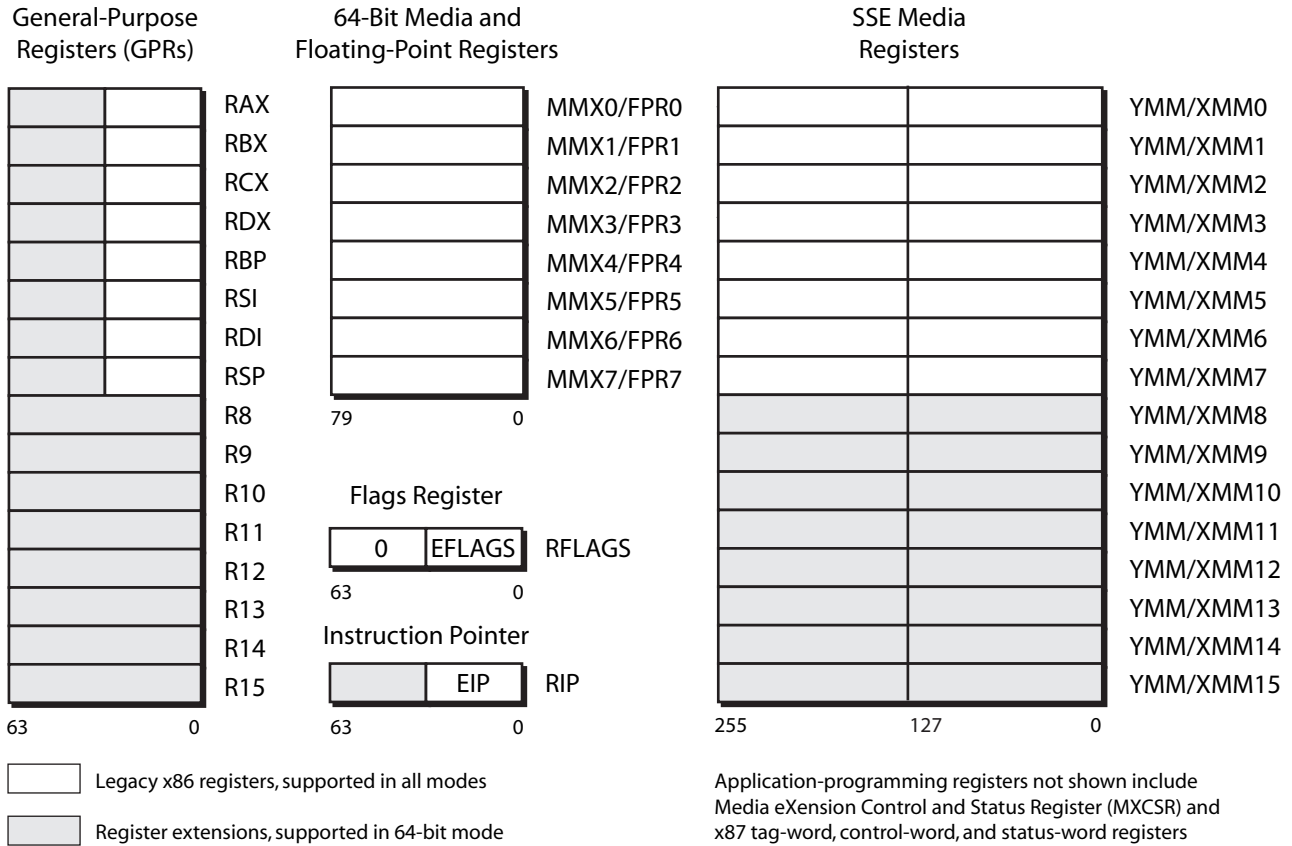 General-Purpose
Registers (GPRs)
RAX
RBX
RCX
RDX
RBP
RSI
RDI
RSP
R8
R9
R10
R11
R12
R13
R14
R15
63 0
64-Bit Media and
Floating-Point Registers
MMX0/FPR0
MMX1/FPR1
MMX2/FPR2
MMX3/FPR3
MMX4/FPR4
MMX5/FPR5
MMX6/FPR6
MMX7/FPR7
79 0
Flags Register
0 EFLAGS RFLAGS
63 0
Instruction Pointer
EIP RIP
63 0
SSE Media
Registers
YMM/XMM0
YMM/XMM1
YMM/XMM2
YMM/XMM3
YMM/XMM4
YMM/XMM5
YMM/XMM6
YMM/XMM7
YMM/XMM8
YMM/XMM9
YMM/XMM10
YMM/XMM11
YMM/XMM12
YMM/XMM13
YMM/XMM14
YMM/XMM15
255 127 0
Legacy x86 registers, supported in all modes
Register extensions, supported in 64-bit mode
Application-programming registers not shown include
Media eXension Control and Status Register (MXCSR) and
x87 tag-word, control-word, and status-word registers